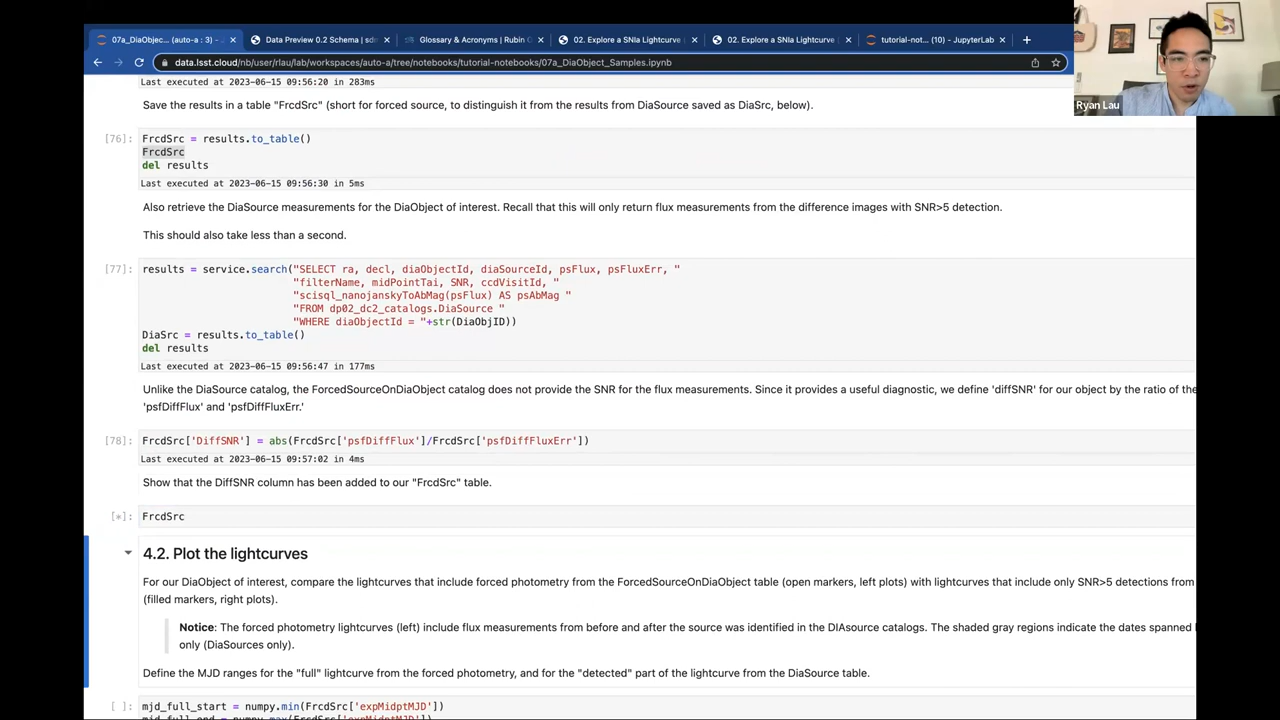 07a_DiaObjec… (auto-a : 3)
Data Preview 0.2 Schema | sdm
Glossary & Acronyms | Rubin
02. Explore a SNIa Lightcurve
02. Explore a SNIa Lightcurve
tutorial-not… (10) - JupyterLab
data.lsst.cloud/nb/user/rlau/lab/workspaces/auto-a/tree/notebooks/tutorial-notebooks/07a_DiaObject_Samples.ipynb
Ryan Lau
Last executed at 2023-06-15 09:56:20 in 283ms
Save the results in a table "FrcdSrc" (short for forced source, to distinguish it from the results from DiaSource saved as DiaSrc, below).
[76]: FrcdSrc = results.to_table()
FrcdSrc
del results
Last executed at 2023-06-15 09:56:30 in 5ms
Also retrieve the DiaSource measurements for the DiaObject of interest. Recall that this will only return flux measurements from the difference images with SNR>5 detection.
This should also take less than a second.
[77]: results = service.search("SELECT ra, decl, diaObjectId, diaSourceId, psFlux, psFluxErr, "
"filterName, midPointTai, SNR, ccdVisitId, "
"scisql_nanojanskyToAbMag(psFlux) AS psAbMag "
"FROM dp02_dc2_catalogs.DiaSource "
"WHERE diaObjectId = "+str(DiaObjID))
DiaSrc = results.to_table()
del results
Last executed at 2023-06-15 09:56:47 in 177ms
Unlike the DiaSource catalog, the ForcedSourceOnDiaObject catalog does not provide the SNR for the flux measurements. Since it provides a useful diagnostic, we define 'diffSNR' for our object by the ratio of the
'psfDiffFlux' and 'psfDiffFluxErr.'
[78]: FrcdSrc['DiffSNR'] = abs(FrcdSrc['psfDiffFlux']/FrcdSrc['psfDiffFluxErr'])
Last executed at 2023-06-15 09:57:02 in 4ms
Show that the DiffSNR column has been added to our "FrcdSrc" table.
[*]: FrcdSrc
4.2. Plot the lightcurves
For our DiaObject of interest, compare the lightcurves that include forced photometry from the ForcedSourceOnDiaObject table (open markers, left plots) with lightcurves that include only SNR>5 detections from
(filled markers, right plots).
Notice: The forced photometry lightcurves (left) include flux measurements from before and after the source was identified in the DIAsource catalogs. The shaded gray regions indicate the dates spanned
only (DiaSources only).
Define the MJD ranges for the "full" lightcurve from the forced photometry, and for the "detected" part of the lightcurve from the DiaSource table.
[ ]: mjd_full_start = numpy.min(FrcdSrc['expMidptMJD'])
mjd_full_end = numpy.max(FrcdSrc['expMidptMJD'])